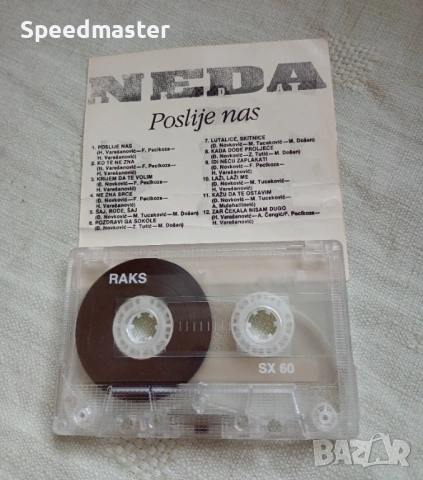 Speedmaster
NEDA
Poslije nas
1. POSLIJE NAS
(H. Varešanović—F. Pecikoza—
H. Varešanović)
2. KO TE NE ZNA
(H. Varešanović—F. Pecikoza—
H. Varešanović)
3. KRIJEM DA TE VOLIM
(D. Novković—F. Pecikoza—
H. Varešanović)
4. NE ZNA SRCE
(D. Novković—F. Pecikoza—
H. Varešanović)
5. ŠAJ, RODE, ŠAJ
(D. Novković—M. Tucaković—M. Došen)
6. POZDRAVI GA SOKOLE
(D. Novković—Z. Tutić—M. Došen)
7. LUTALICE, SKITNICE
(D. Novković—M. Tucaković—M. Došen)
8. KADA DOĐE PROLJEĆE
(D. Novković—Z. Tutić—M. Došen)
9. IDI NEĆU ZAPLAKATI
(D. Novković—F. Pecikoza—
H. Varešanović)
10. LAŽI, LAŽI ME
(D. Novković—M. Tucaković—
H. Varešanović)
11. KAŽU DA TE OSTAVIM
(D. Novković—M. Tucaković—
A. Mulahalilović)
12. ZAR ČEKALA NISAM DUGO
(H. Varešanović—A. Čengić/F. Pecikoza—
H. Varešanović)
RAKS
SX 60
BAZAR